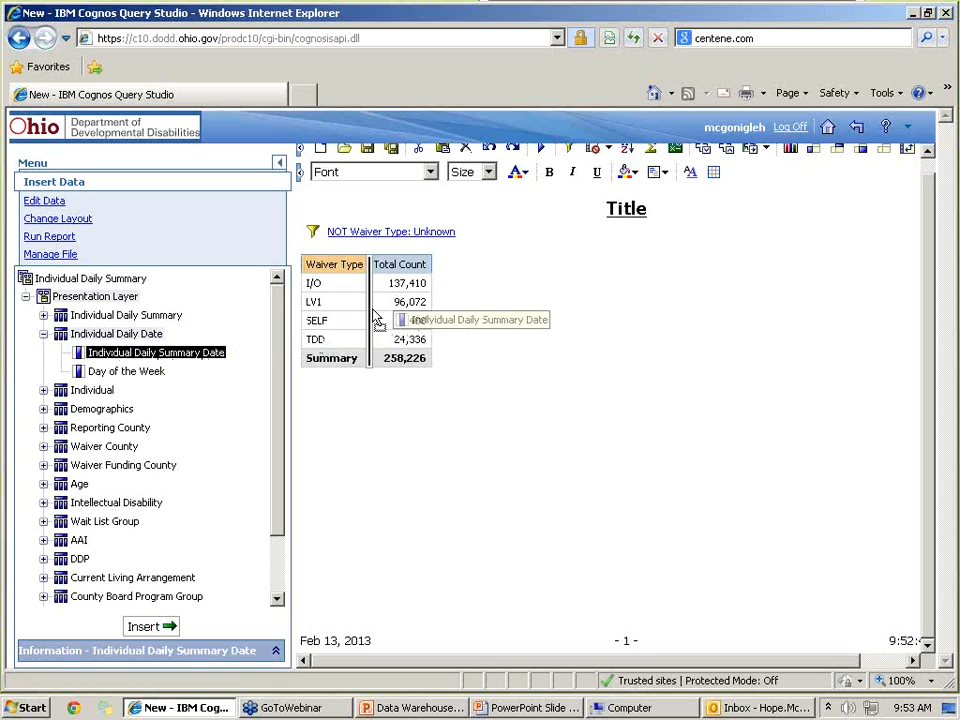 New - IBM Cognos Query Studio - Windows Internet Explorer
https://c10.dodd.ohio.gov/prodc10/cgi-bin/cognosisapi.dll
centene.com
Favorites
New - IBM Cognos Query Studio
Page
Safety
Tools
Ohio
Department of
Developmental Disabilities
mcgonigleh
Log Off
Menu
Insert Data
Edit Data
Change Layout
Run Report
Manage File
Font
Size
Title
NOT Waiver Type: Unknown
Waiver Type Total Count
I/O 137,410
LV1 96,072
SELF
TDD 24,336
Summary 258,226
Individual Daily Summary Date
Individual Daily Summary
Presentation Layer
Individual Daily Summary
Individual Daily Date
Individual Daily Summary Date
Day of the Week
Individual
Demographics
Reporting County
Waiver County
Waiver Funding County
Age
Intellectual Disability
Wait List Group
AAI
DDP
Current Living Arrangement
County Board Program Group
Insert
Information - Individual Daily Summary Date
Feb 13, 2013
- 1 -
9:52:
Trusted sites | Protected Mode: Off
100%
Start
New - IBM Cog...
GoToWebinar
Data Warehouse...
PowerPoint Slide ...
Computer
Inbox - Hope.Mc...
9:53 AM